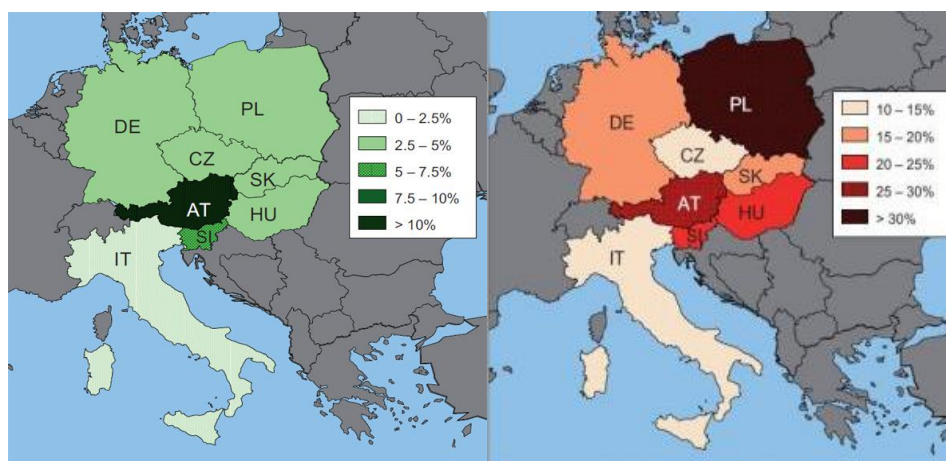 DE
PL
CZ
SK
AT
HU
SI
IT
0 – 2.5%
2.5 – 5%
5 – 7.5%
7.5 – 10%
> 10%
DE
PL
CZ
SK
AT
HU
SI
IT
10 – 15%
15 – 20%
20 – 25%
25 – 30%
> 30%